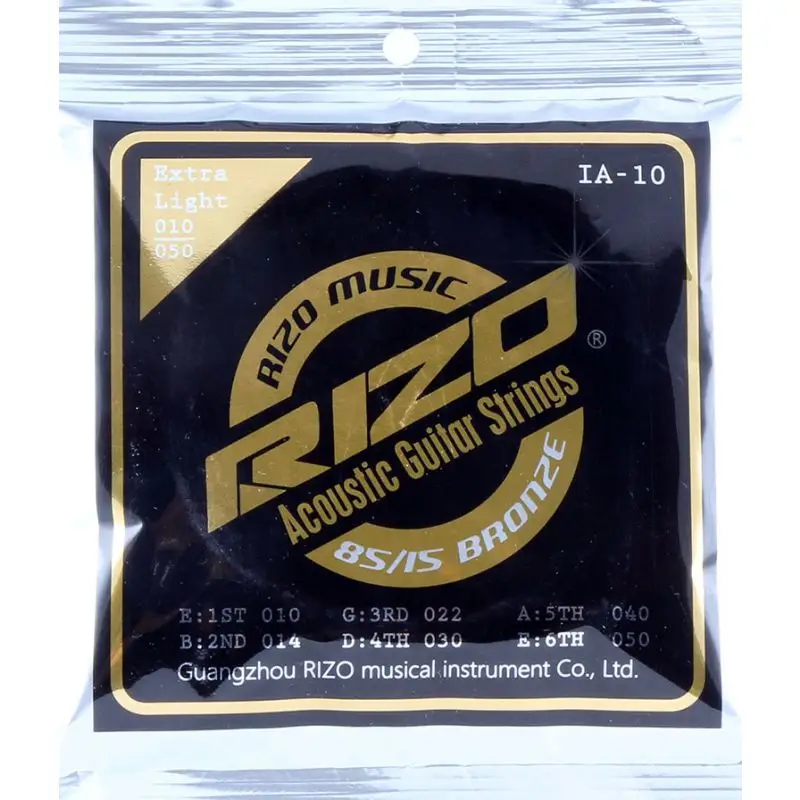 Extra
Light
010
050
IA-10
RIZO MUSIC
RIZO ®
Acoustic Guitar Strings
85/15 BRONZE
E:1ST 010 G:3RD 022 A:5TH 040
B:2ND 014 D:4TH 030 E:6TH 050
Guangzhou RIZO musical instrument Co., Ltd.